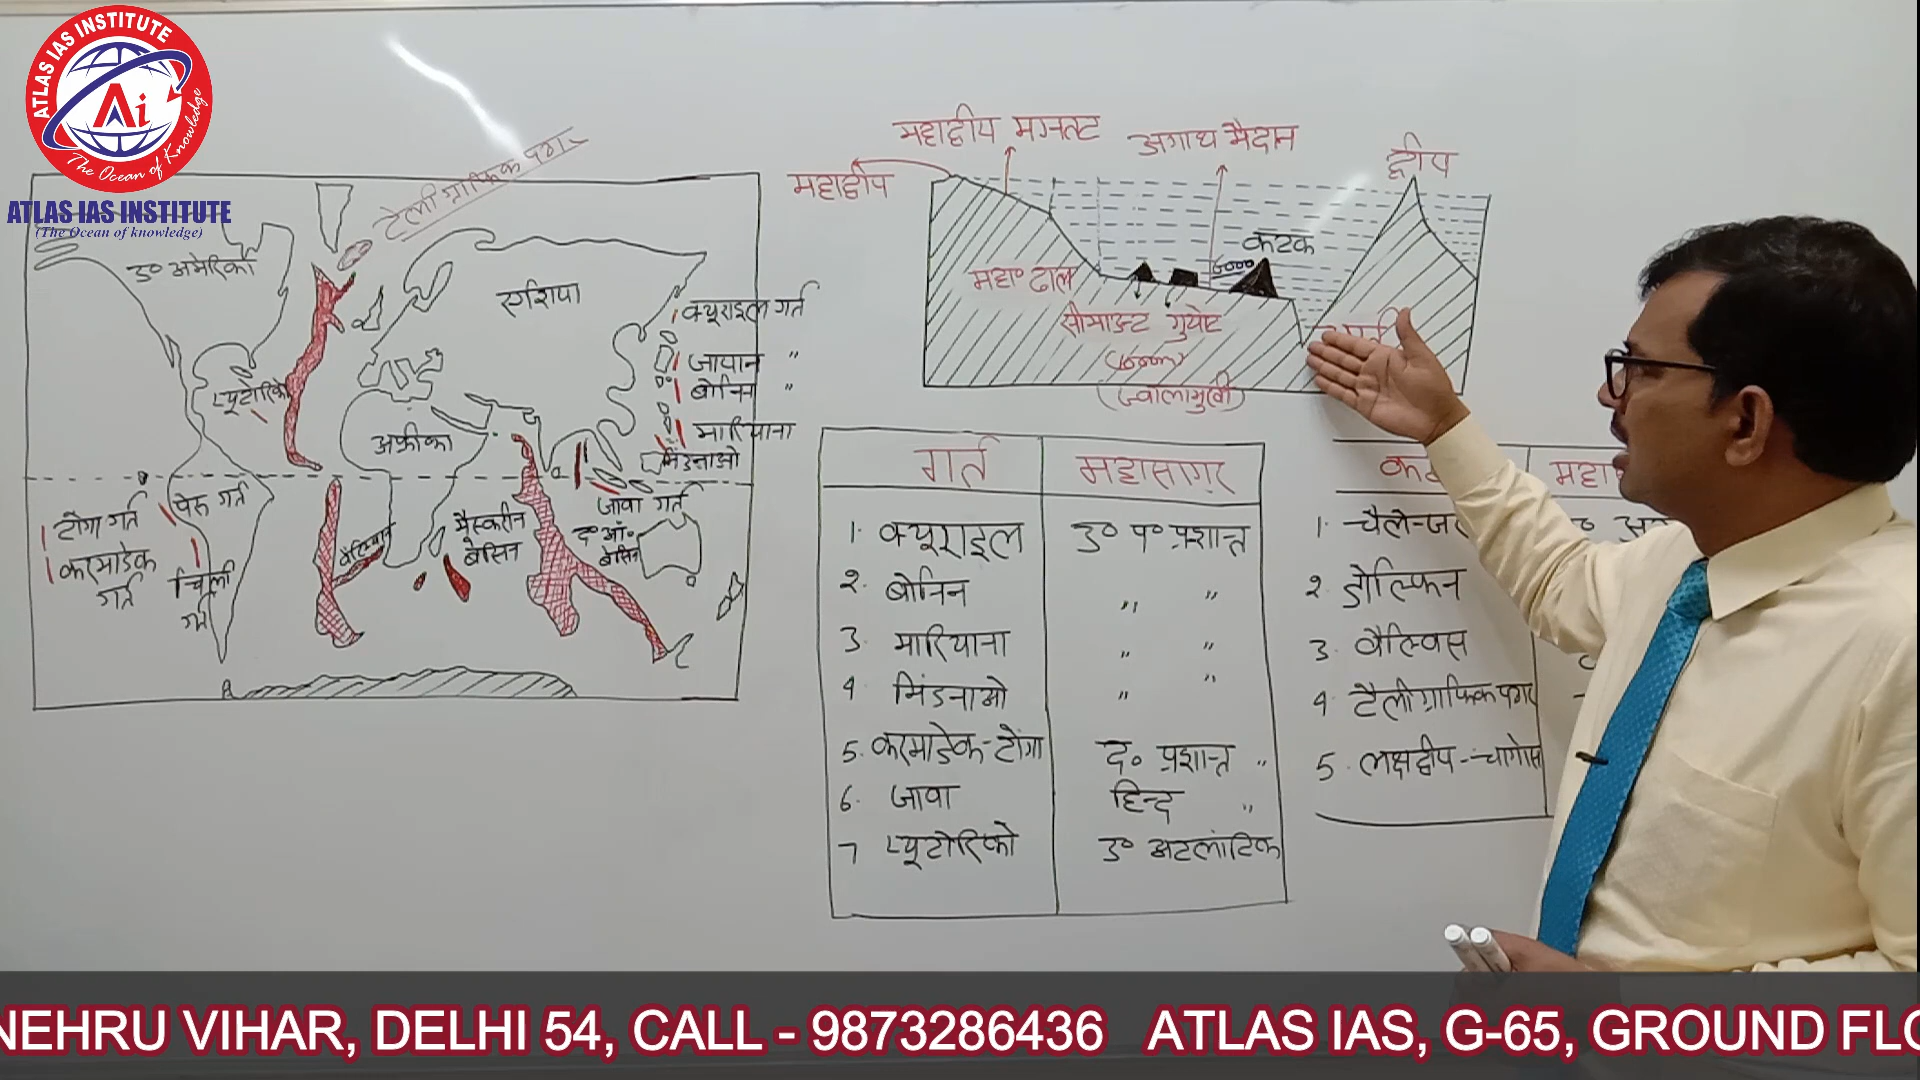 ATLAS IAS INSTITUTE
Ai
The Ocean of Knowledge
ATLAS IAS INSTITUTE
(The Ocean of knowledge)
टेलीग्राफिक पठार
उ० अमेरिका
एशिया
प्यूटोरिको
अफ्रीका
क्यूराइल गर्त
जापान "
बोनिन "
मारियाना
मिंडनाओ
जावा गर्त
टोंगा गर्त
करमाडेक
गर्त
पेरू गर्त
चिली
गर्त
वैल्विस
मैस्करीन
बेसिन
द० ऑ०
बेसिन
महाद्वीप
महाद्वीप मग्नतट
अगाध मैदान
द्वीप
कटक
महा० ढाल
सीमाउन्ट गुयोट
(ज्वालामुखी)
गर्त महासागर
1. क्यूराइल उ० प० प्रशान्त
2. बोनिन " "
3. मारियाना " "
4 मिंडनाओ " "
5. करमाडेक-टोंगा द० प्रशान्त "
6. जावा हिन्द "
7 प्यूटोरिको उ० अटलांटिक
2. डोल्फिन
3. वैल्विस
4. टैलीग्राफिक पठार
5. लक्षद्वीप-चागोस
NEHRU VIHAR, DELHI 54, CALL - 9873286436 ATLAS IAS, G-65, GROUND FLO